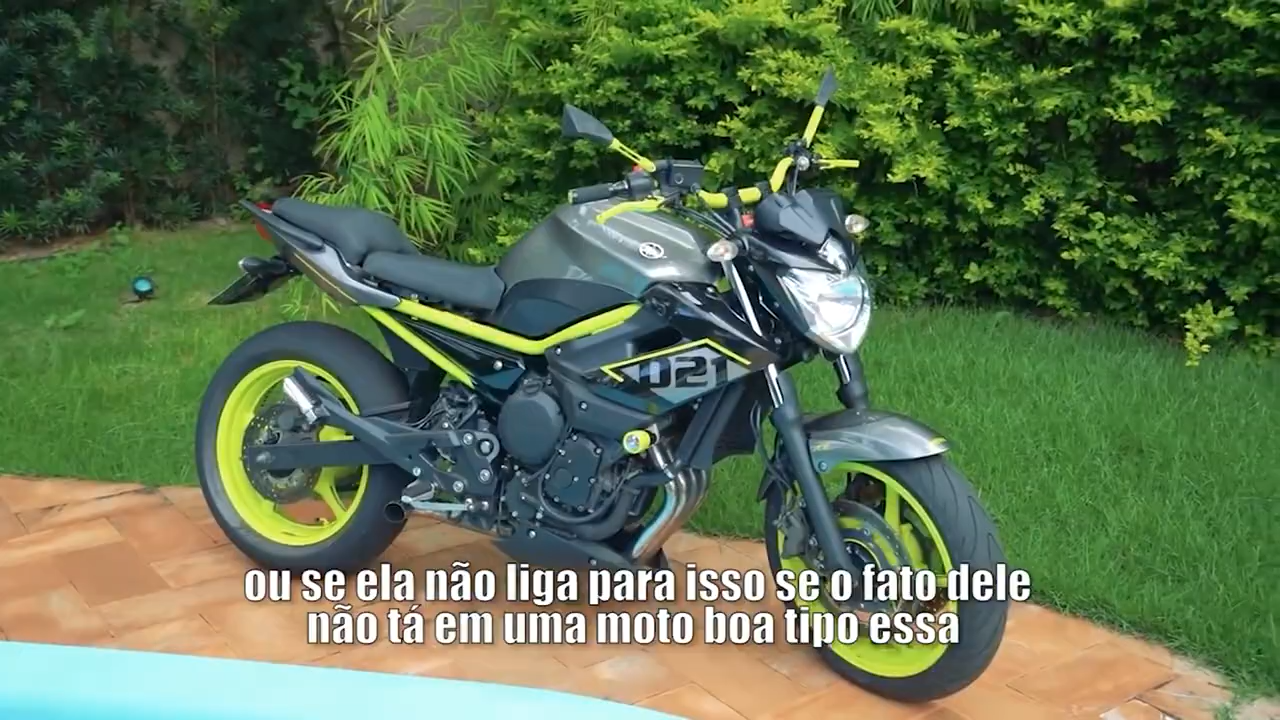 021
ou se ela não liga para isso se o fato dele
não tá em uma moto boa tipo essa